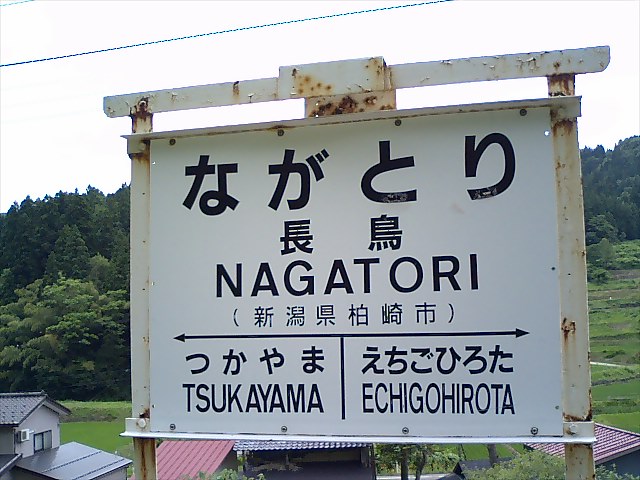 ながとり
長鳥
NAGATORI
(新潟県柏崎市)
つかやま えちごひろた
TSUKAYAMA ECHIGOHIROTA